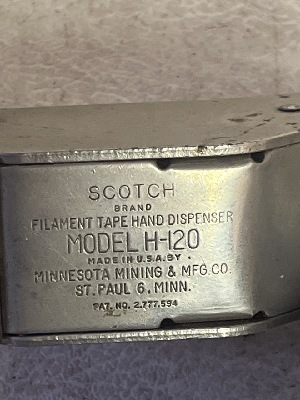 SCOTCH
BRAND
FILAMENT TAPE HAND DISPENSER
MODEL H-120
MADE IN U.S.A. BY
MINNESOTA MINING & MFG. CO.
ST. PAUL 6, MINN.
PAT. NO. 2,777,594